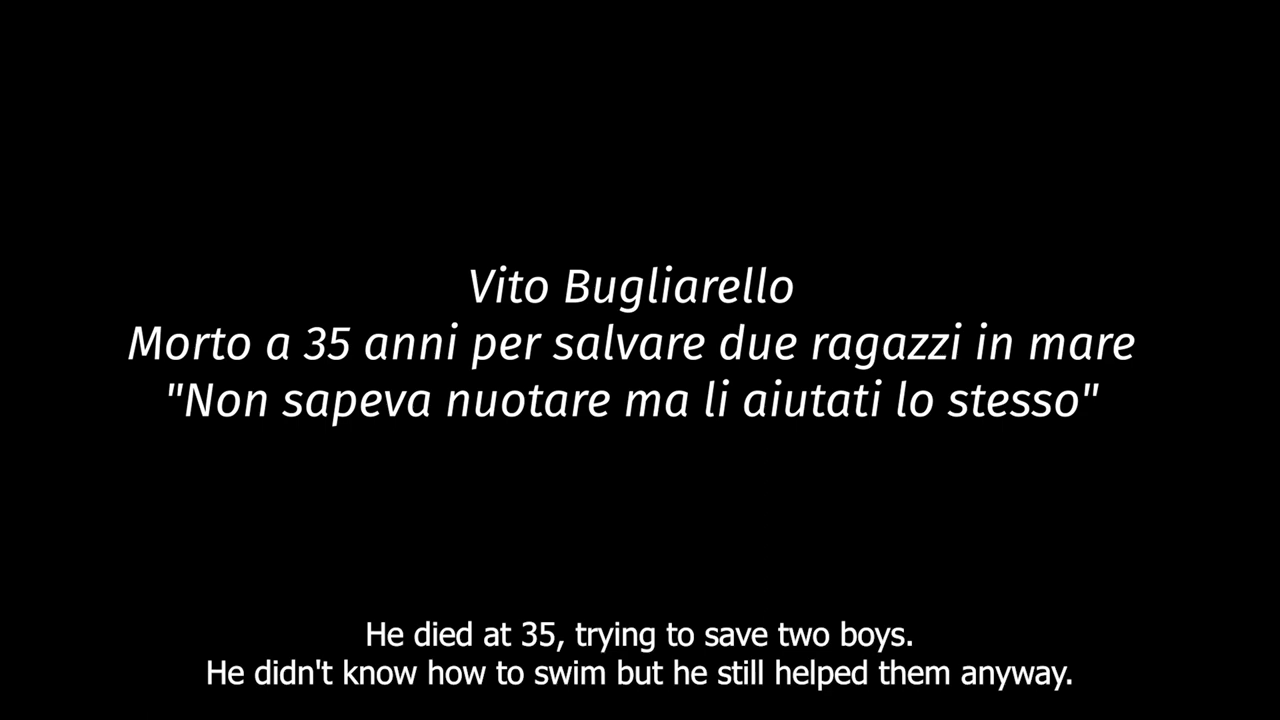 Vito Bugliarello
Morto a 35 anni per salvare due ragazzi in mare
"Non sapeva nuotare ma li aiutati lo stesso"
He died at 35, trying to save two boys.
He didn't know how to swim but he still helped them anyway.